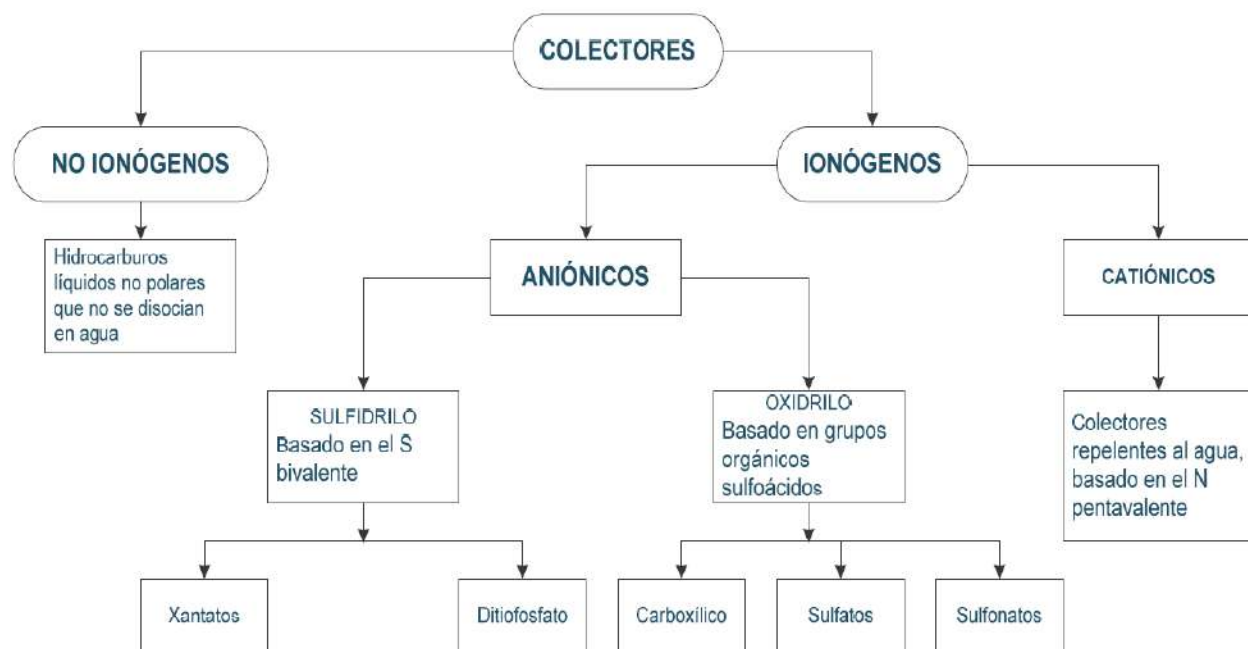 COLECTORES
NO IONÓGENOS
IONÓGENOS
Hidrocarburos
líquidos no polares
que no se disocian
en agua
ANIÓNICOS
CATIÓNICOS
SULFIDRILO
Basado en el S
bivalente
OXIDRILO
Basado en grupos
orgánicos
sulfoácidos
Colectores
repelentes al agua,
basado en el N
pentavalente
Xantatos
Ditiofosfato
Carboxílico
Sulfatos
Sulfonatos